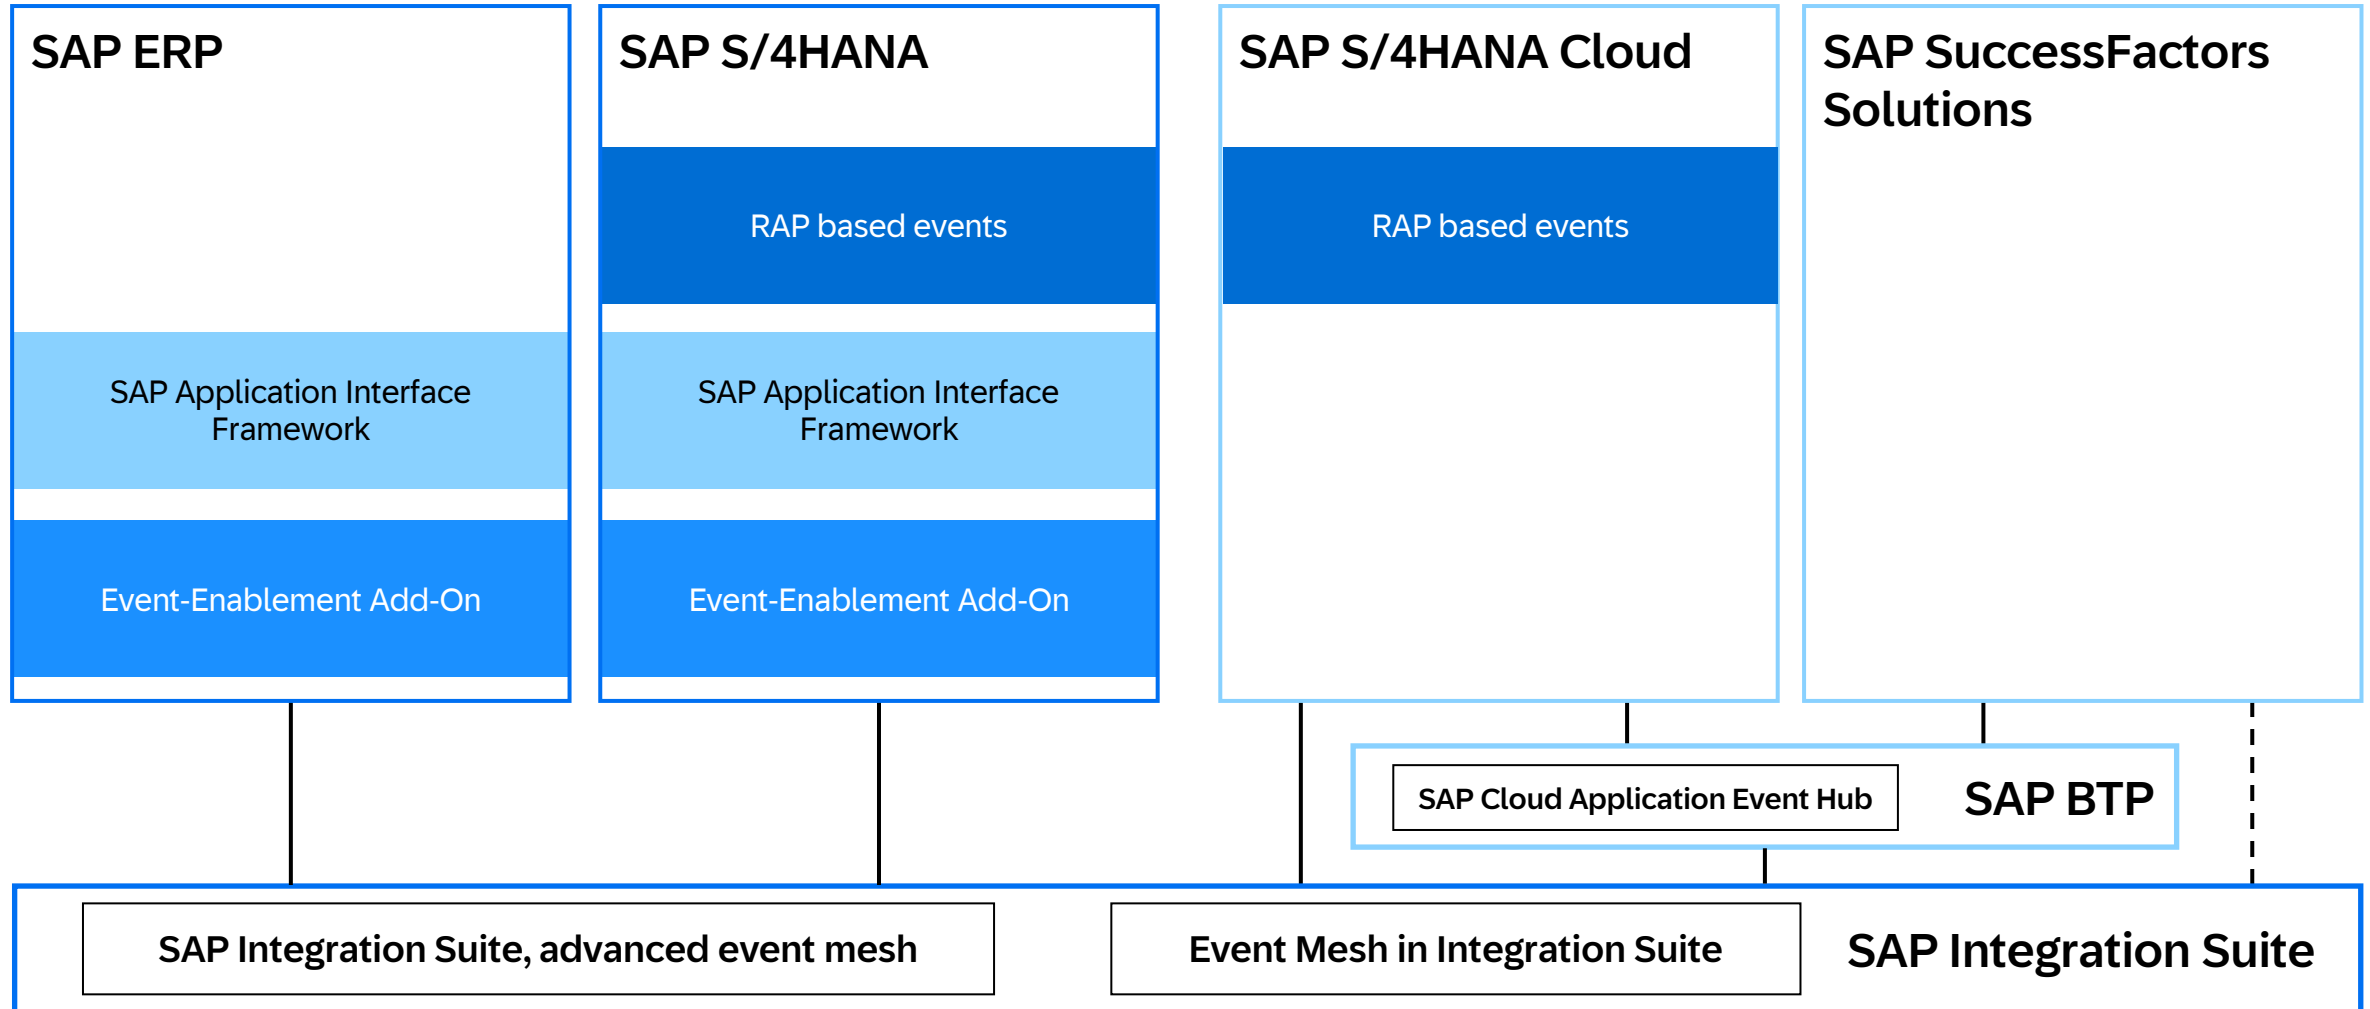 SAP ERP
SAP Application Interface
Framework
Event-Enablement Add-On
SAP S/4HANA
RAP based events
SAP Application Interface
Framework
Event-Enablement Add-On
SAP S/4HANA Cloud
RAP based events
SAP SuccessFactors
Solutions
SAP Cloud Application Event Hub
SAP BTP
SAP Integration Suite, advanced event mesh
Event Mesh in Integration Suite
SAP Integration Suite